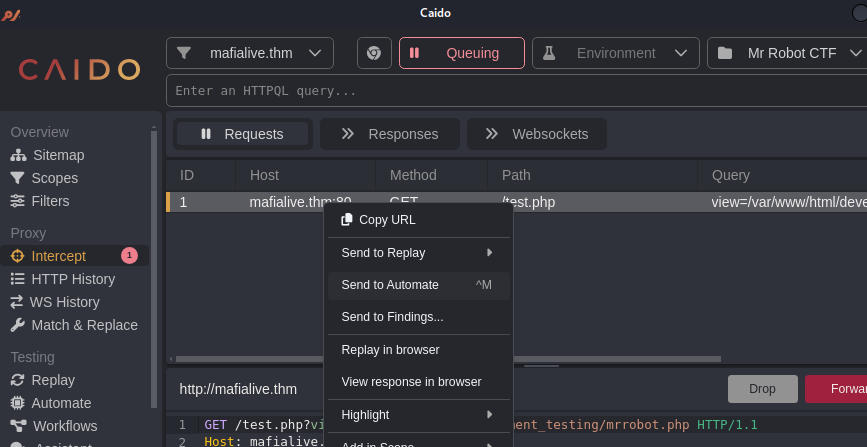 Caido
CAIDO
mafialive.thm
Queuing
Environment
Mr Robot CTF
Enter an HTTPQL query...
Requests
Responses
Websockets
Overview
Sitemap
Scopes
Filters
Proxy
Intercept 1
HTTP History
WS History
Match & Replace
Testing
Replay
Automate
Workflows
Assistant
ID Host Method Path Query
1 mafialive.thm:80 GET /test.php view=/var/www/html/deve
Copy URL
Send to Replay
Send to Automate ^M
Send to Findings...
Replay in browser
View response in browser
Highlight
Add in Scope
http://mafialive.thm
Drop
Forwa
1 GET /test.php?vi ment_testing/mrrobot.php HTTP/1.1
2 Host: mafialive.